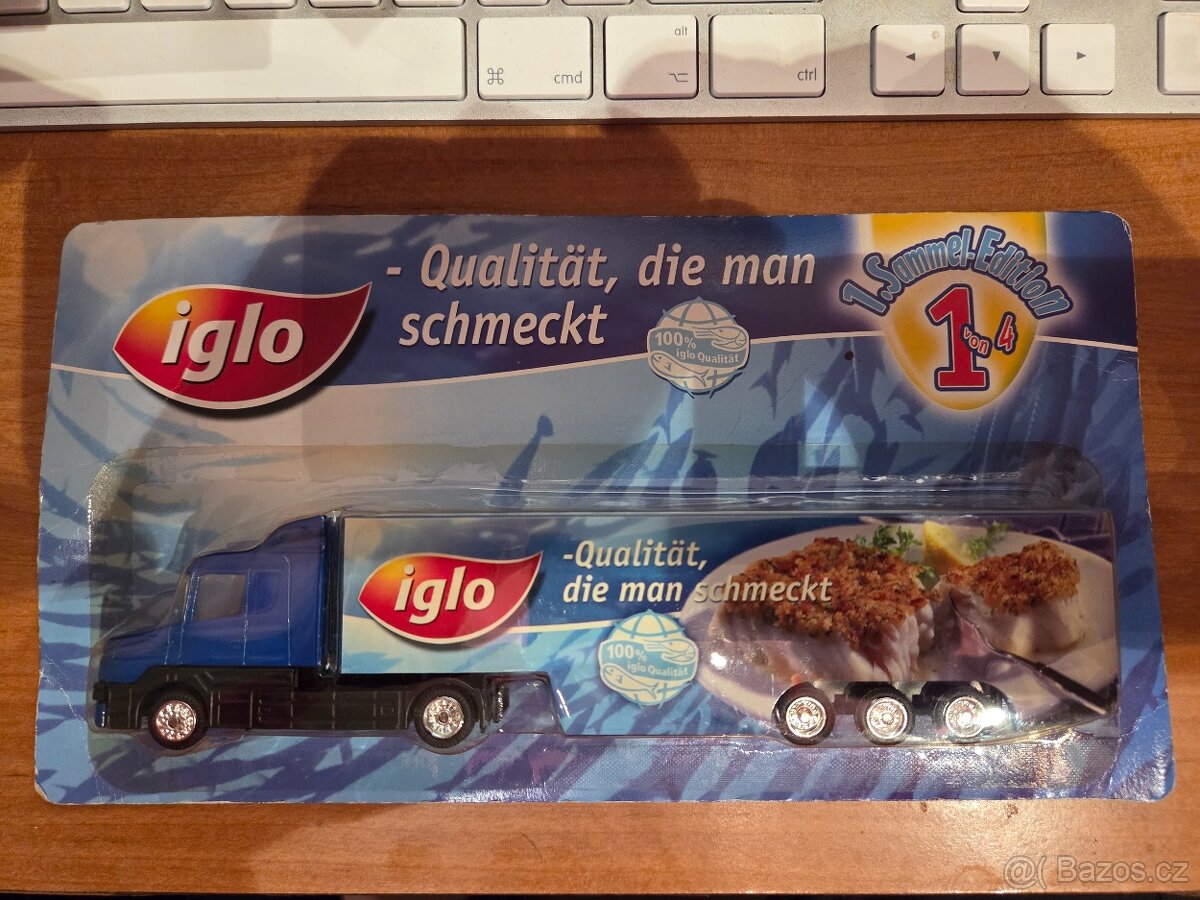 alt
⌘ cmd
⌥
ctrl
◄
▼
►
iglo
- Qualität, die man
schmeckt
100%
iglo Qualität
1.Sammel-Edition
1 von 4
iglo
-Qualität,
die man schmeckt
100%
iglo Qualität
@( Bazos.cz